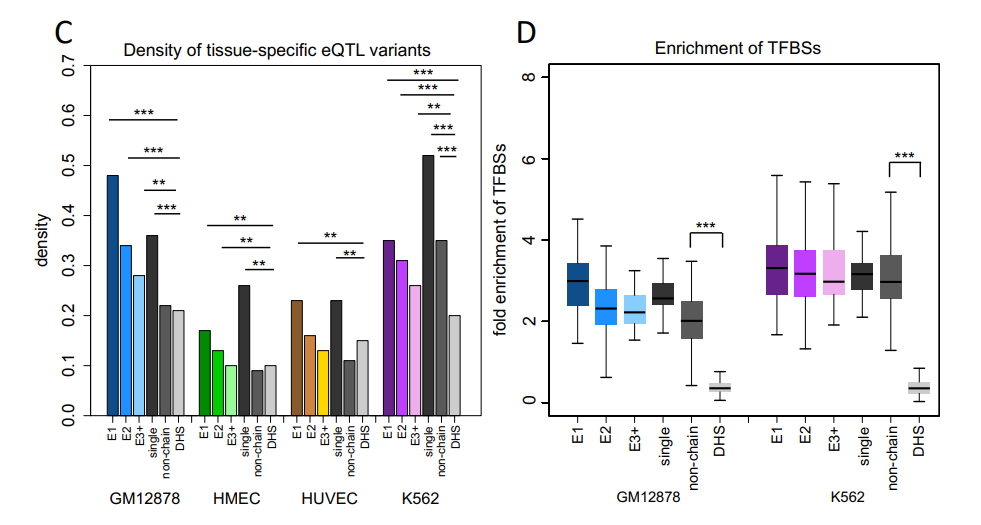 C
Density of tissue-specific eQTL variants
density
0.7
0.6
0.5
0.4
0.3
0.2
0.1
0.0
***
***
**
***
**
**
**
**
**
***
***
**
***
***
E1
E2
E3+
single
non-chain
DHS
E1
E2
E3+
single
non-chain
DHS
E1
E2
E3+
single
non-chain
DHS
E1
E2
E3+
single
non-chain
DHS
GM12878 HMEC HUVEC K562
D
Enrichment of TFBSs
fold enrichment of TFBSs
8
6
4
2
0
***
***
E1
E2
E3+
single
non-chain
DHS
E1
E2
E3+
single
non-chain
DHS
GM12878 K562